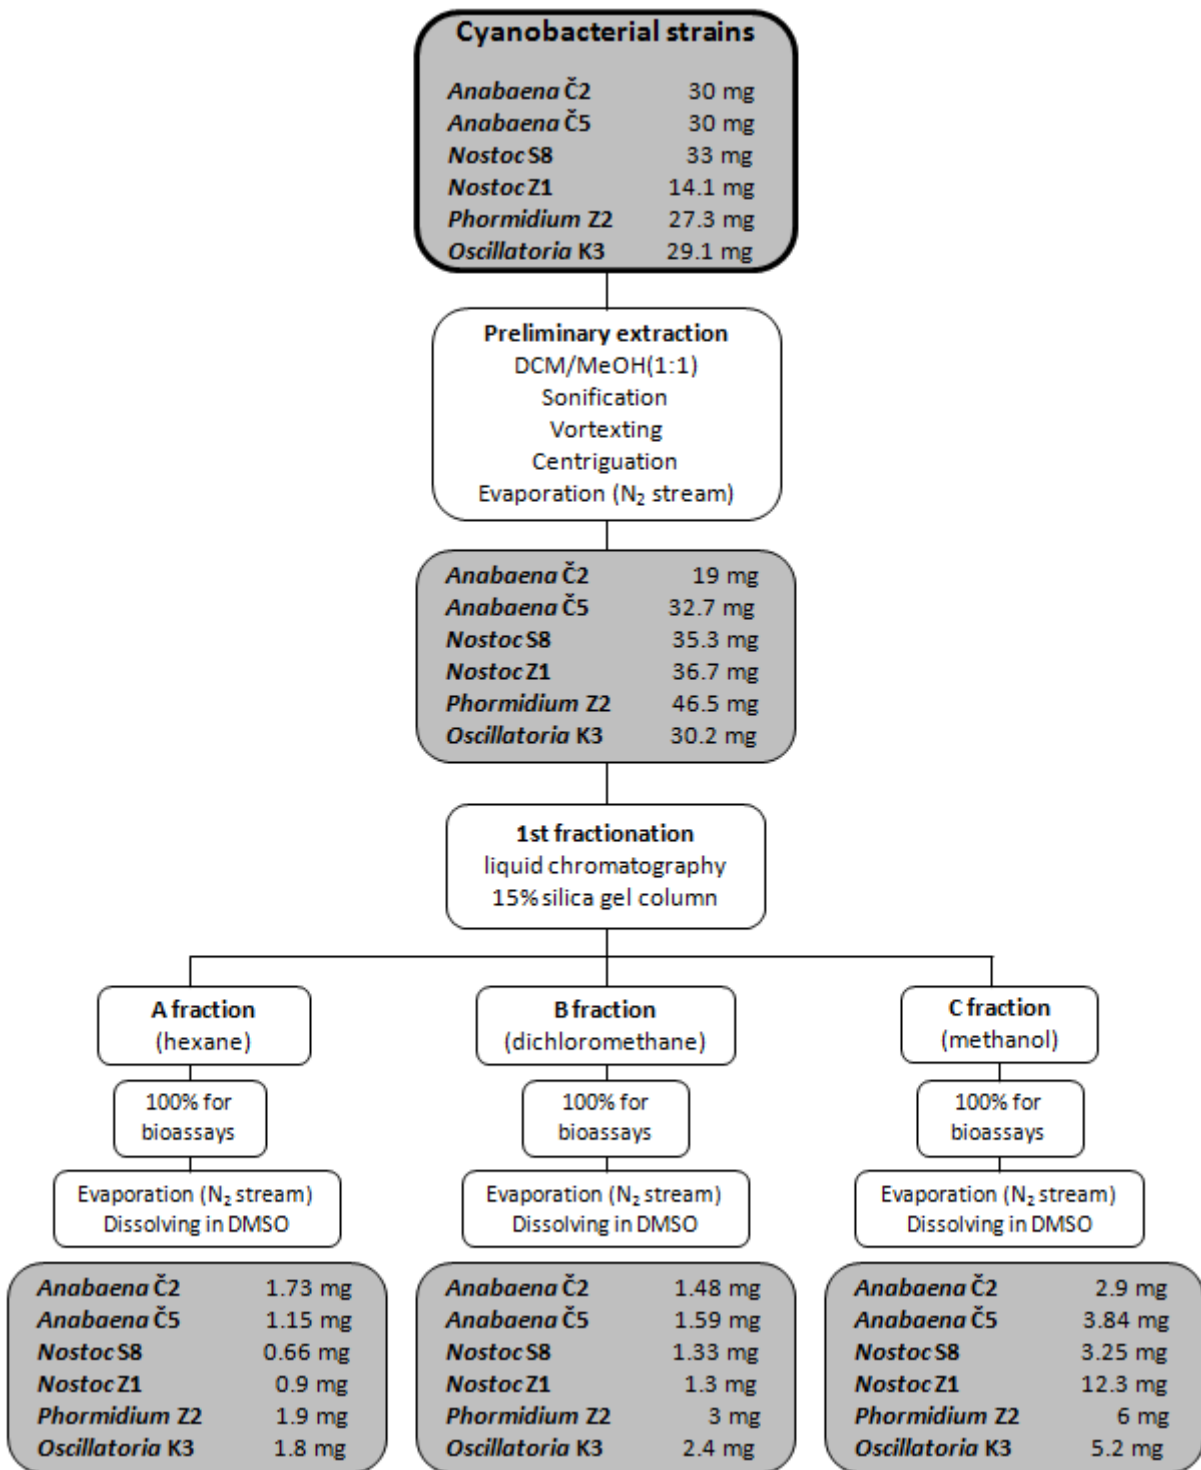 Cyanobacterial strains
Anabaena Č2 30 mg
Anabaena Č5 30 mg
Nostoc S8 33 mg
Nostoc Z1 14.1 mg
Phormidium Z2 27.3 mg
Oscillatoria K3 29.1 mg
Preliminary extraction
DCM/MeOH(1:1)
Sonification
Vortexting
Centriguation
Evaporation (N₂ stream)
Anabaena Č2 19 mg
Anabaena Č5 32.7 mg
Nostoc S8 35.3 mg
Nostoc Z1 36.7 mg
Phormidium Z2 46.5 mg
Oscillatoria K3 30.2 mg
1st fractionation
liquid chromatography
15% silica gel column
A fraction
(hexane)
100% for
bioassays
Evaporation (N₂ stream)
Dissolving in DMSO
Anabaena Č2 1.73 mg
Anabaena Č5 1.15 mg
Nostoc S8 0.66 mg
Nostoc Z1 0.9 mg
Phormidium Z2 1.9 mg
Oscillatoria K3 1.8 mg
B fraction
(dichloromethane)
100% for
bioassays
Evaporation (N₂ stream)
Dissolving in DMSO
Anabaena Č2 1.48 mg
Anabaena Č5 1.59 mg
Nostoc S8 1.33 mg
Nostoc Z1 1.3 mg
Phormidium Z2 3 mg
Oscillatoria K3 2.4 mg
C fraction
(methanol)
100% for
bioassays
Evaporation (N₂ stream)
Dissolving in DMSO
Anabaena Č2 2.9 mg
Anabaena Č5 3.84 mg
Nostoc S8 3.25 mg
Nostoc Z1 12.3 mg
Phormidium Z2 6 mg
Oscillatoria K3 5.2 mg